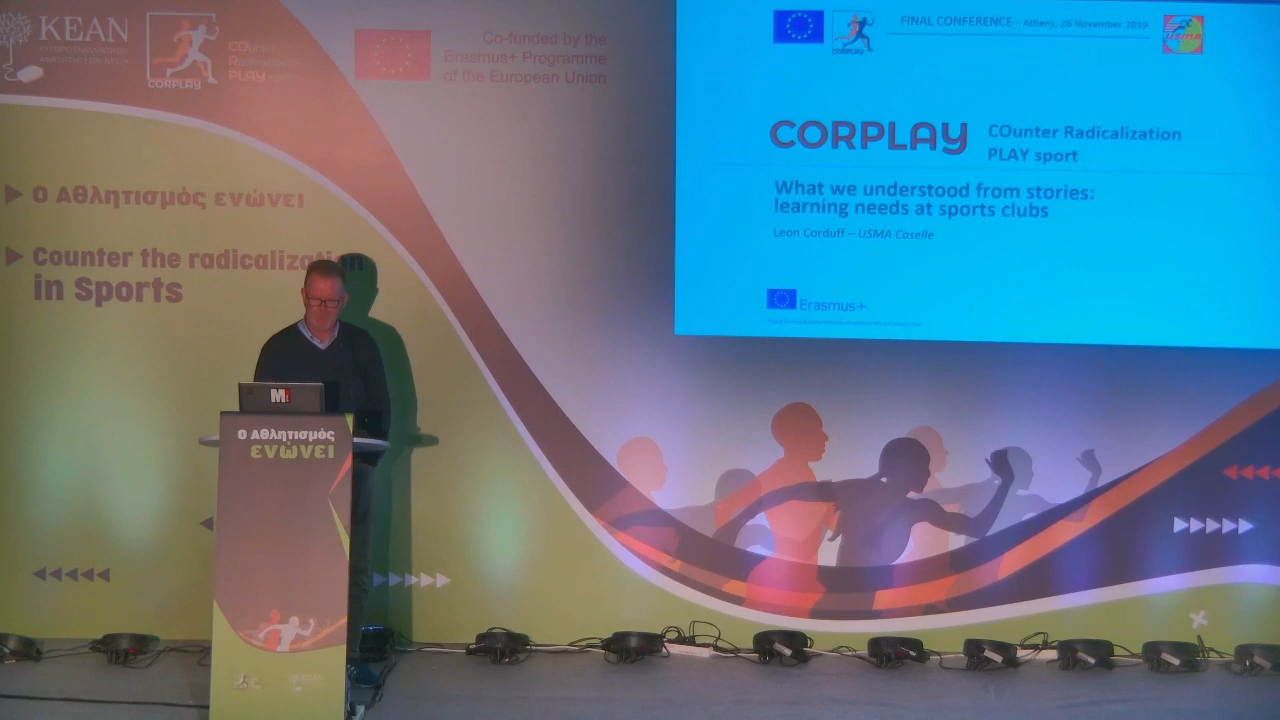 KEAN
CORPLAY
COunter
PLAY
Co-funded by the
Erasmus+ Programme
of the European Union
Ο Αθλητισμός ενώνει
Counter the radicalization
in Sports
FINAL CONFERENCE - Athens, 26 November 2019
CORPLAY
USMA
CORPLAY
COunter Radicalization
PLAY sport
What we understood from stories:
learning needs at sports clubs
Leon Corduff – USMA Caselle
Erasmus+
M
Ο Αθλητισμός
ενώνει